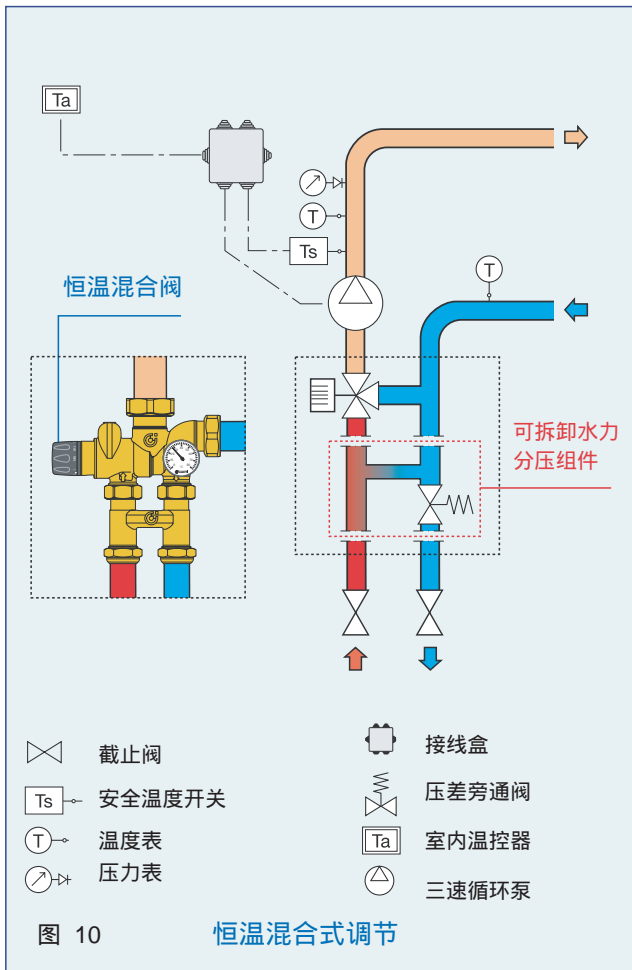 Ta
T
Ts
T
恒温混合阀
可拆卸水力
分压组件
截止阀
接线盒
Ts
安全温度开关
压差旁通阀
T
温度表
Ta
室内温控器
压力表
三速循环泵
图 10
恒温混合式调节